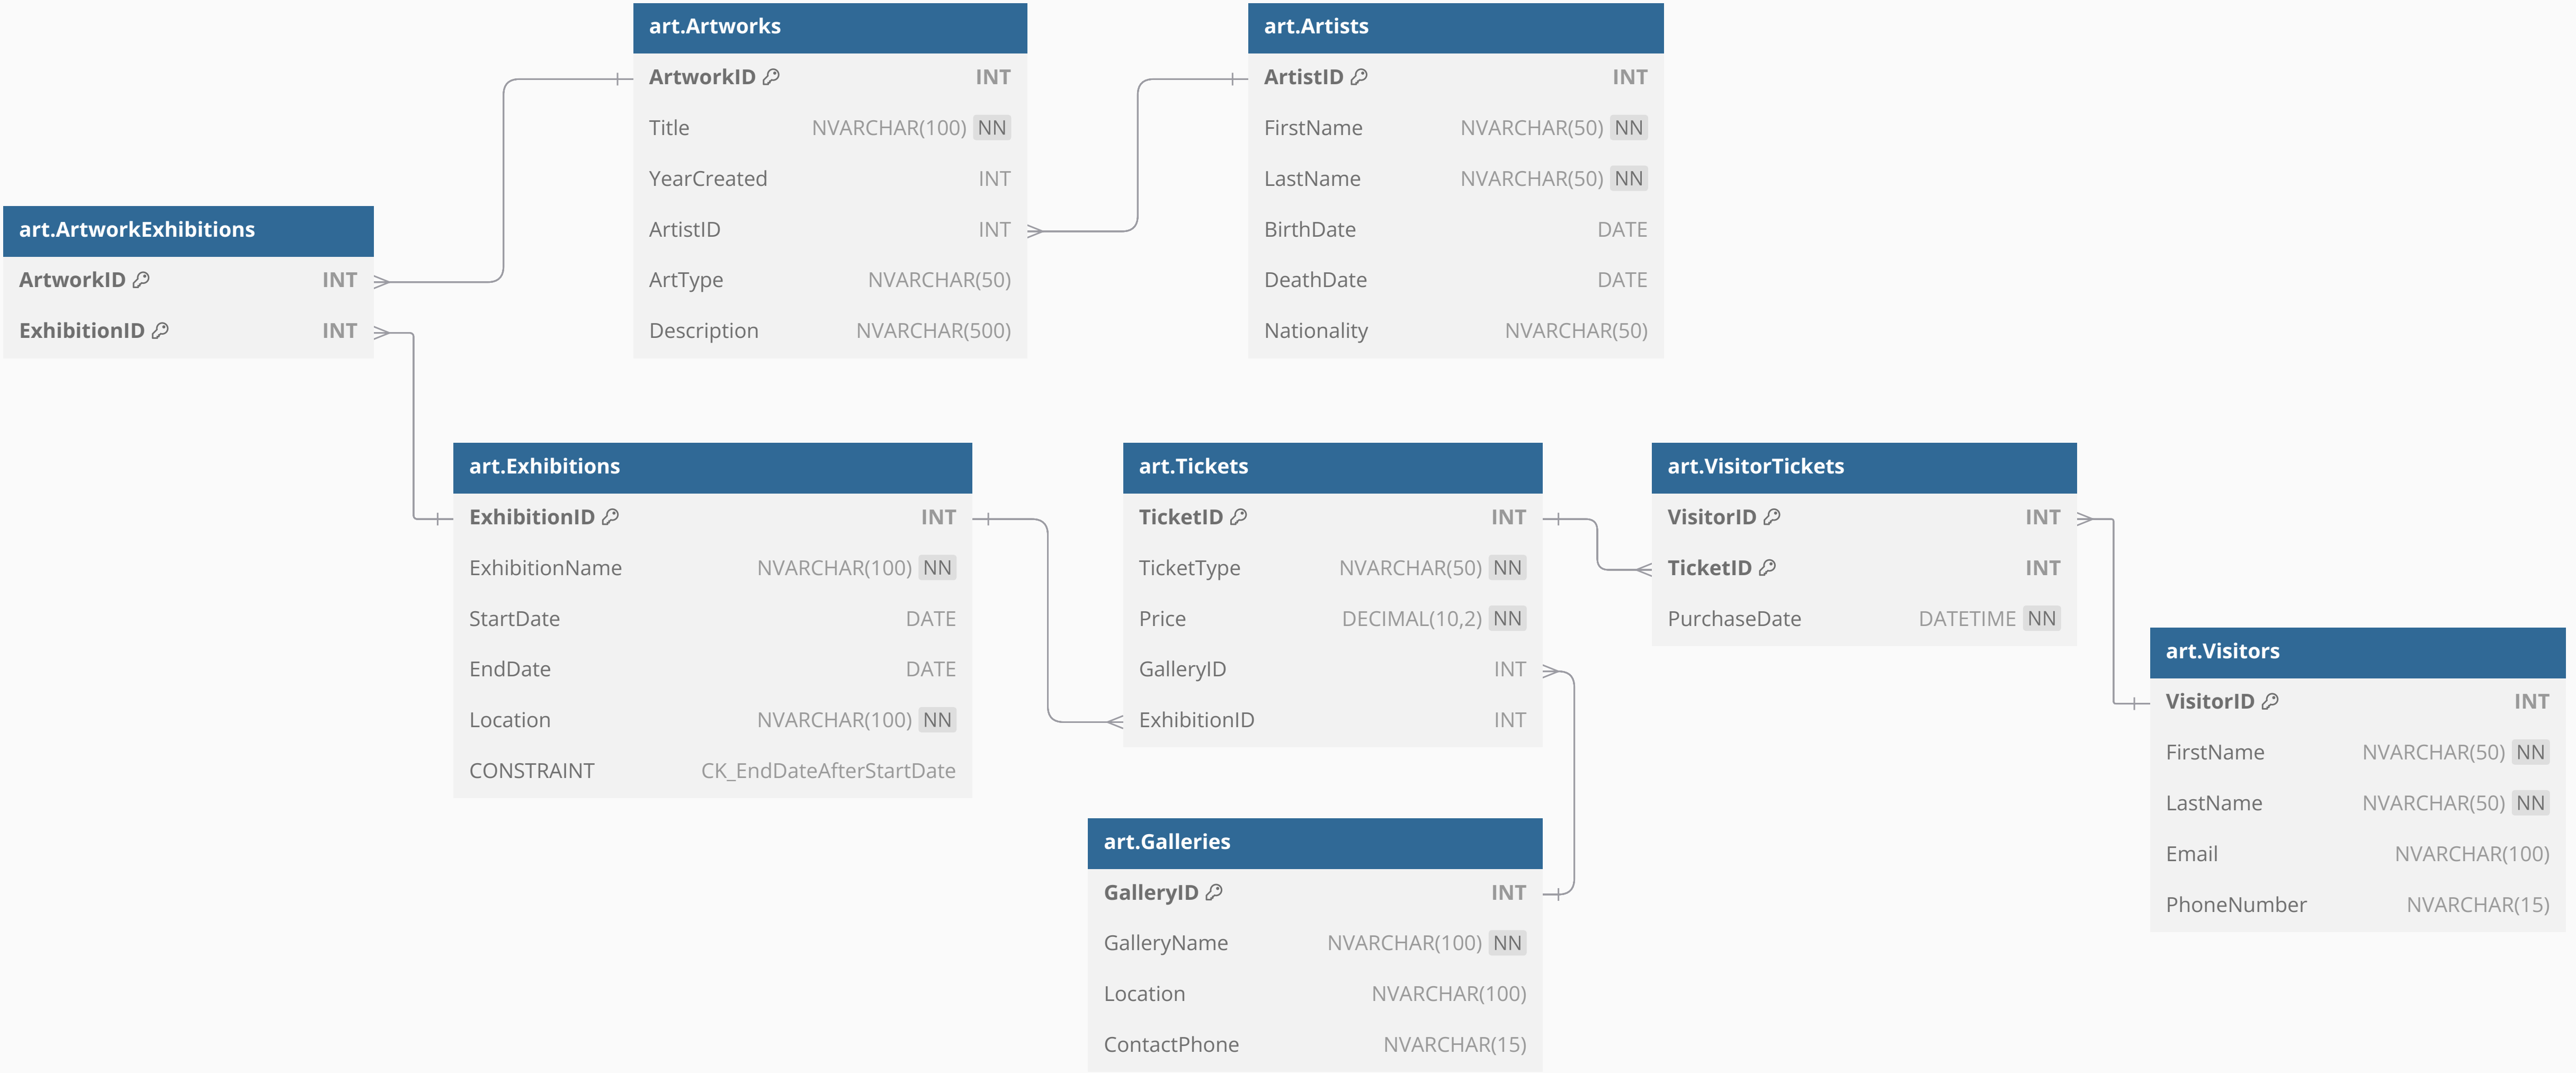 art.Artworks
ArtworkID INT
Title NVARCHAR(100) NN
YearCreated INT
ArtistID INT
ArtType NVARCHAR(50)
Description NVARCHAR(500)
art.Artists
ArtistID INT
FirstName NVARCHAR(50) NN
LastName NVARCHAR(50) NN
BirthDate DATE
DeathDate DATE
Nationality NVARCHAR(50)
art.ArtworkExhibitions
ArtworkID INT
ExhibitionID INT
art.Exhibitions
ExhibitionID INT
ExhibitionName NVARCHAR(100) NN
StartDate DATE
EndDate DATE
Location NVARCHAR(100) NN
CONSTRAINT CK_EndDateAfterStartDate
art.Tickets
TicketID INT
TicketType NVARCHAR(50) NN
Price DECIMAL(10,2) NN
GalleryID INT
ExhibitionID INT
art.VisitorTickets
VisitorID INT
TicketID INT
PurchaseDate DATETIME NN
art.Visitors
VisitorID INT
FirstName NVARCHAR(50) NN
LastName NVARCHAR(50) NN
Email NVARCHAR(100)
PhoneNumber NVARCHAR(15)
art.Galleries
GalleryID INT
GalleryName NVARCHAR(100) NN
Location NVARCHAR(100)
ContactPhone NVARCHAR(15)